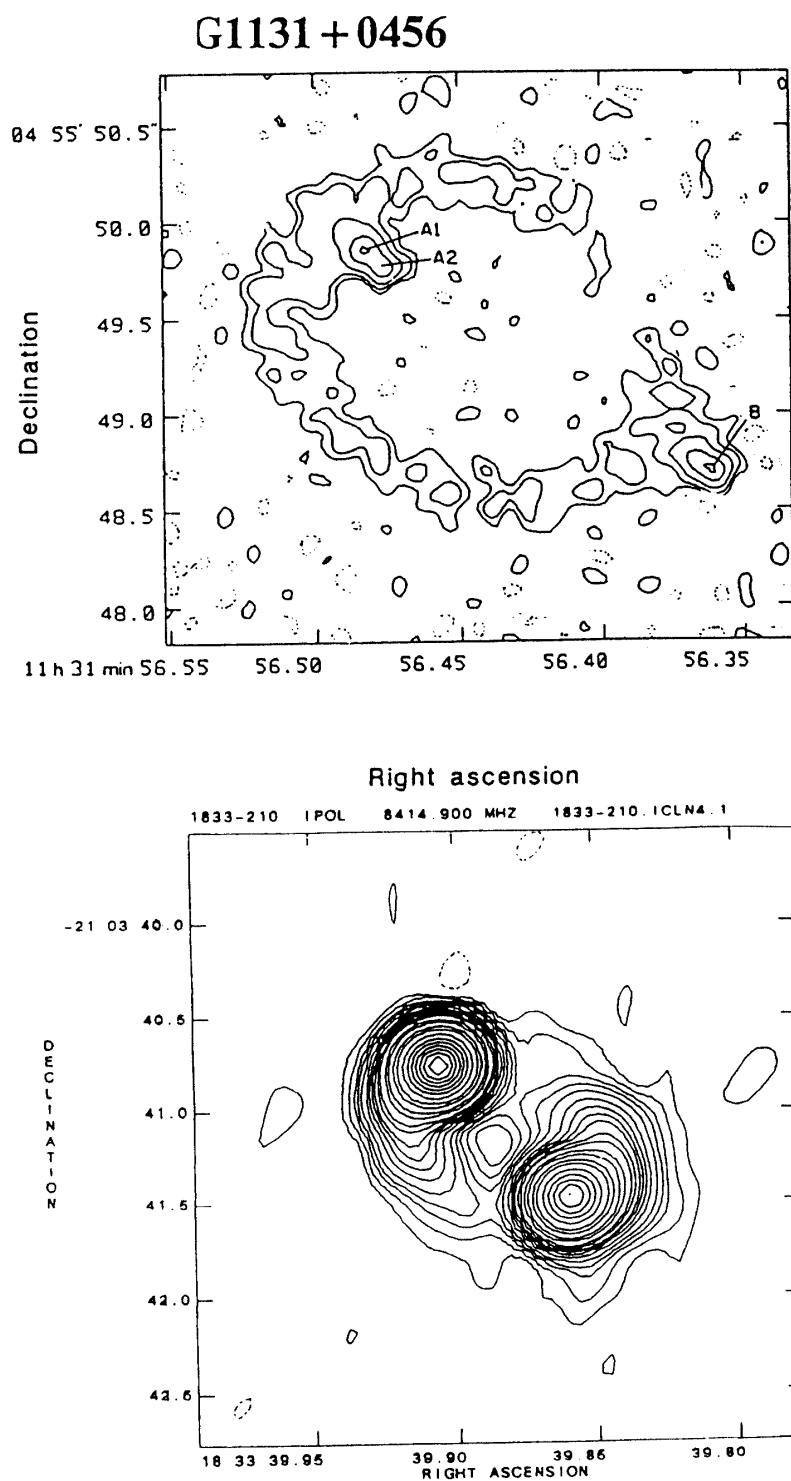 G1131+0456
04 55' 50.5"
50.0
49.5
49.0
48.5
48.0
Declination
A1
A2
B
11 h 31 min 56.55 56.50 56.45 56.40 56.35
Right ascension
1833-210 IPOL 8414.900 MHZ 1833-210.ICLN4.1
-21 03 40.0
40.5
41.0
41.5
42.0
42.5
DECLINATION
18 33 39.95 39.90 39.85 39.80
RIGHT ASCENSION